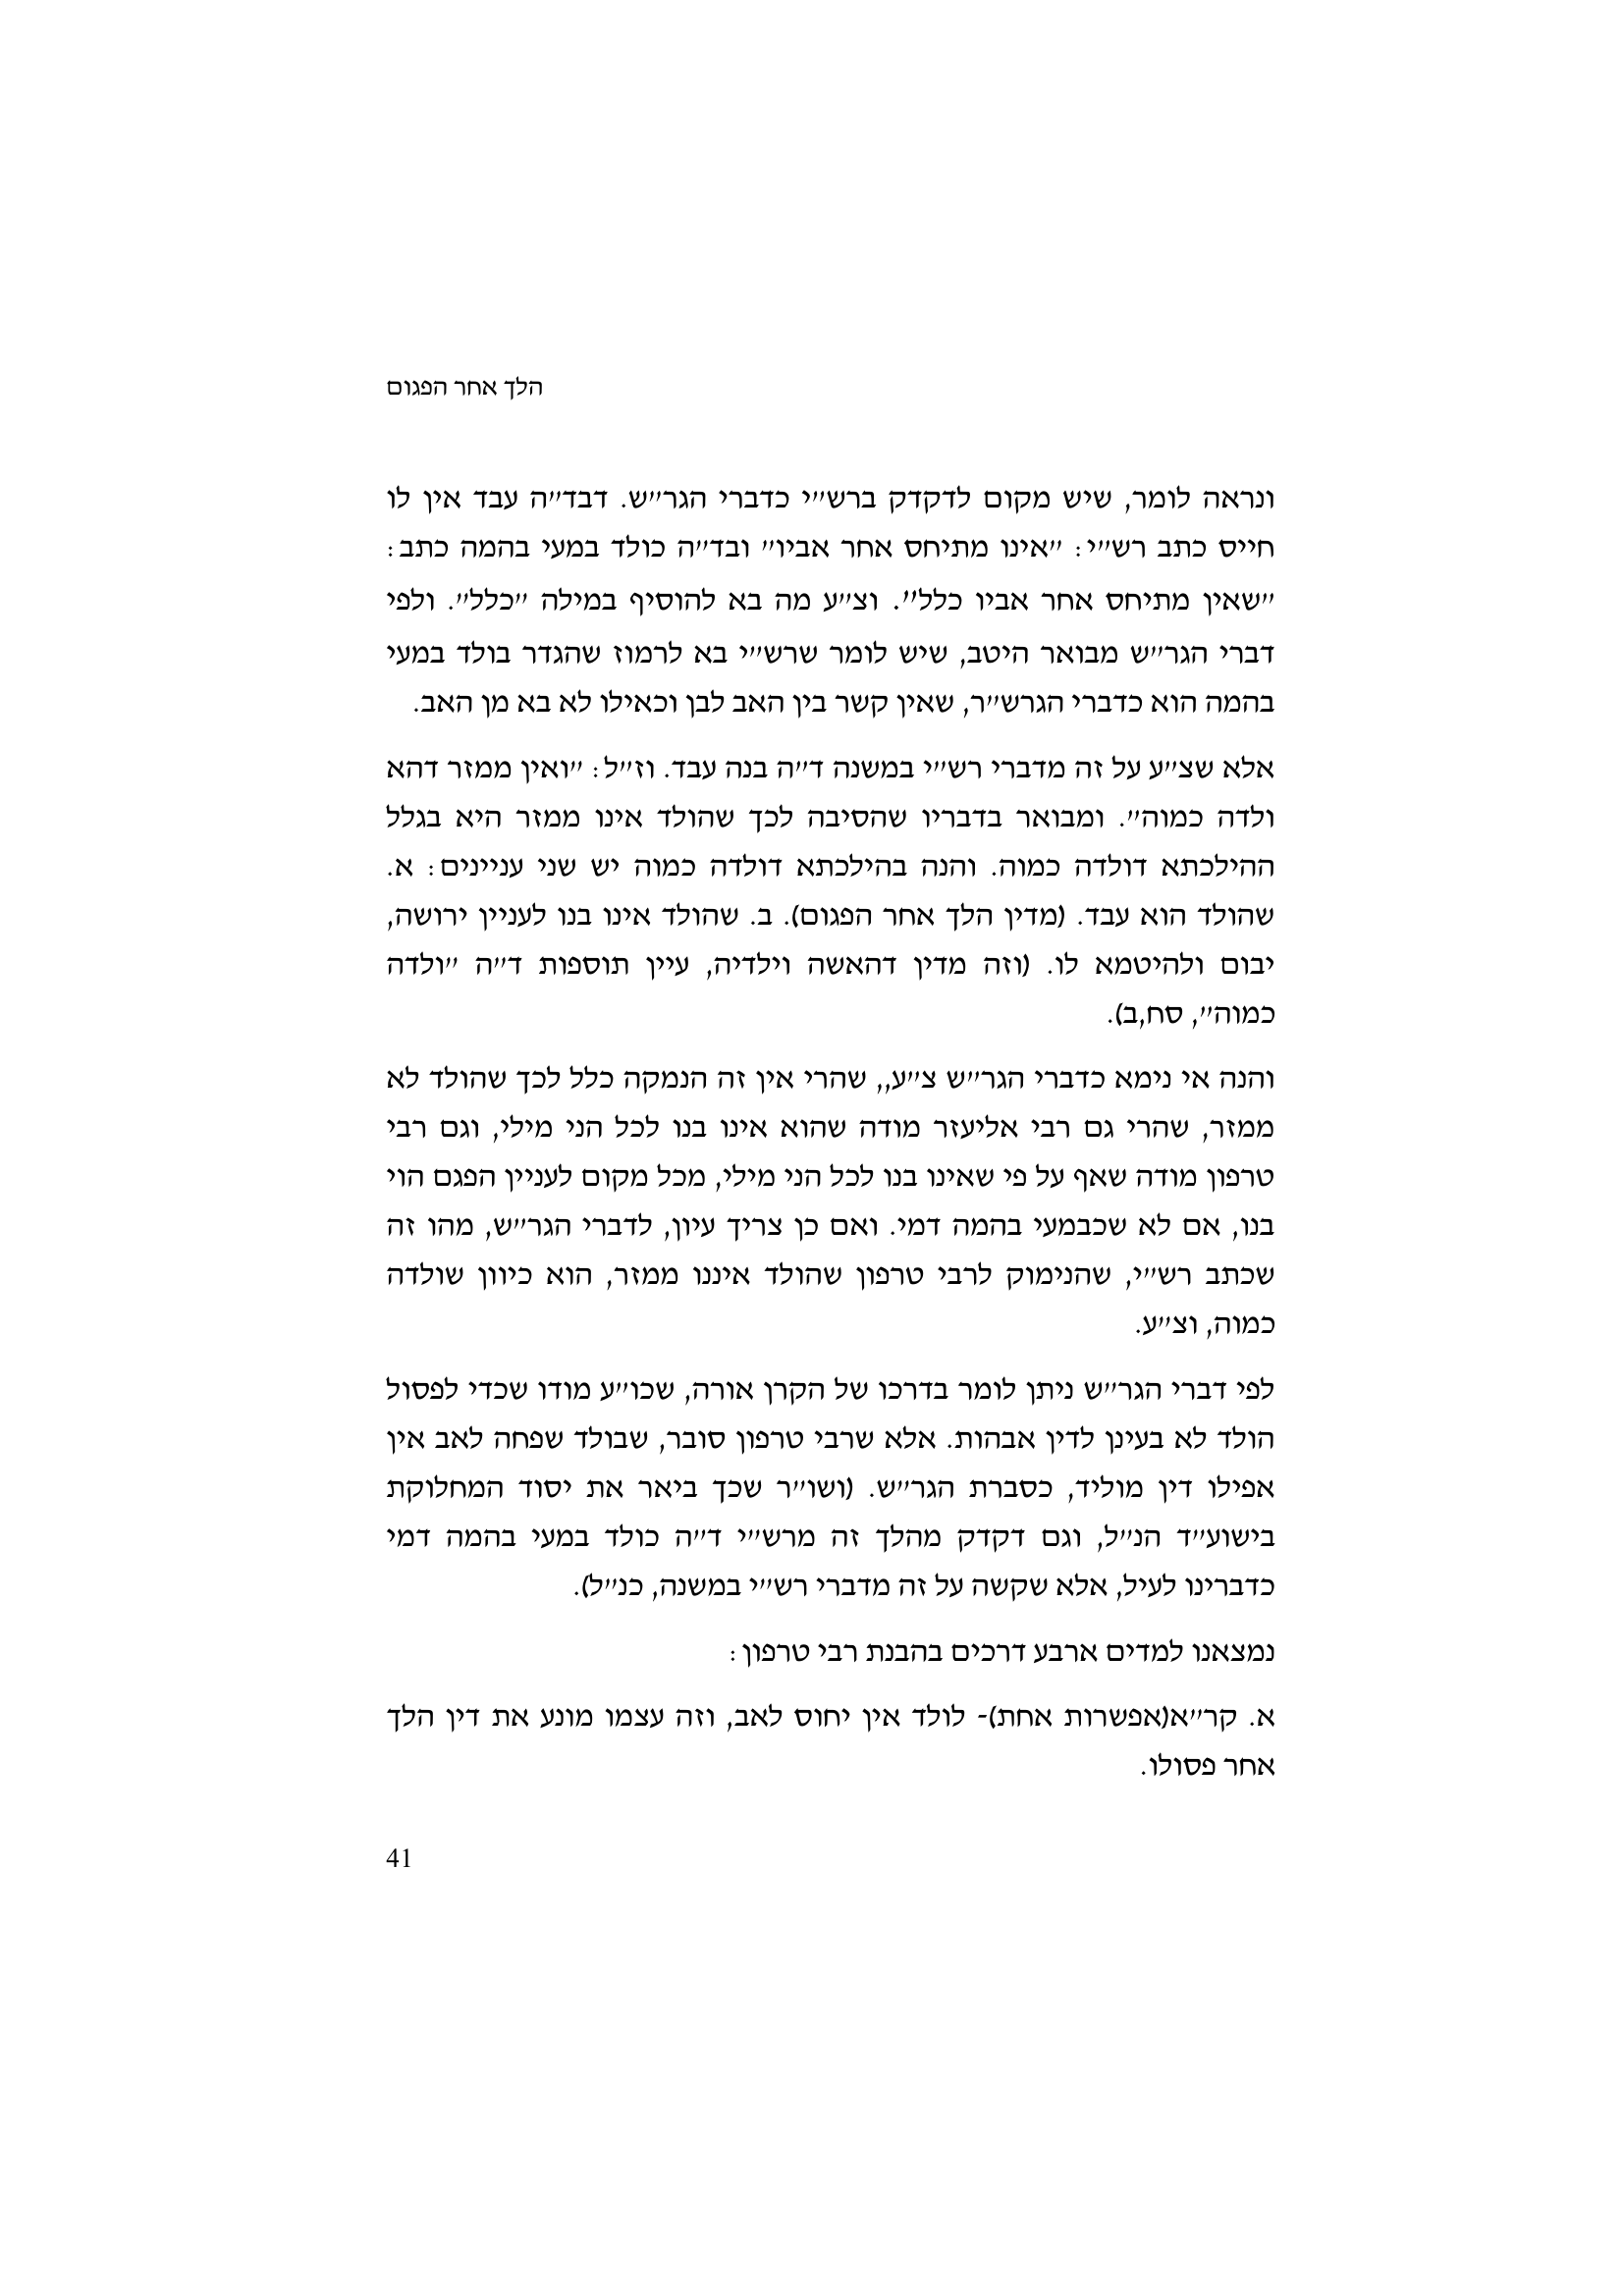 הלך אחר הפגום
ונראה לומר, שיש מקום לדקדק ברש״י כדברי הגר״ש. דבד״ה עבד אין לו
חייס כתב רש״י: ״אינו מתיחס אחר אביו״ ובד״ה כולד במעי בהמה כתב:
״שאין מתיחס אחר אביו כלל״. וצ״ע מה בא להוסיף במילה ״כלל״. ולפי
דברי הגר״ש מבואר היטב, שיש לומר שרש״י בא לרמוז שהגדר בולד במעי
בהמה הוא כדברי הגרש״ר, שאין קשר בין האב לבן וכאילו לא בא מן האב.
אלא שצ״ע על זה מדברי רש״י במשנה ד״ה בנה עבד. וז״ל: ״ואין ממזר דהא
ולדה כמוה״. ומבואר בדבריו שהסיבה לכך שהולד אינו ממזר היא בגלל
ההילכתא דולדה כמוה. והנה בהילכתא דולדה כמוה יש שני עניינים: א.
שהולד הוא עבד. (מדין הלך אחר הפגום). ב. שהולד אינו בנו לעניין ירושה,
יבום ולהיטמא לו. (וזה מדין דהאשה וילדיה, עיין תוספות ד״ה ״ולדה
כמוה״, סח,ב).
והנה אי נימא כדברי הגר״ש צ״ע,, שהרי אין זה הנמקה כלל לכך שהולד לא
ממזר, שהרי גם רבי אליעזר מודה שהוא אינו בנו לכל הני מילי, וגם רבי
טרפון מודה שאף על פי שאינו בנו לכל הני מילי, מכל מקום לעניין הפגם הוי
בנו, אם לא שכבמעי בהמה דמי. ואם כן צריך עיון, לדברי הגר״ש, מהו זה
שכתב רש״י, שהנימוק לרבי טרפון שהולד איננו ממזר, הוא כיוון שולדה
כמוה, וצ״ע.
לפי דברי הגר״ש ניתן לומר בדרכו של הקרן אורה, שכו״ע מודו שכדי לפסול
הולד לא בעינן לדין אבהות. אלא שרבי טרפון סובר, שבולד שפחה לאב אין
אפילו דין מוליד, כסברת הגר״ש. (ושו״ר שכך ביאר את יסוד המחלוקת
בישוע״ד הנ״ל, וגם דקדק מהלך זה מרש״י ד״ה כולד במעי בהמה דמי
כדברינו לעיל, אלא שקשה על זה מדברי רש״י במשנה, כנ״ל).
נמצאנו למדים ארבע דרכים בהבנת רבי טרפון:
א. קר״א(אפשרות אחת)- לולד אין יחוס לאב, וזה עצמו מונע את דין הלך
אחר פסולו.
41